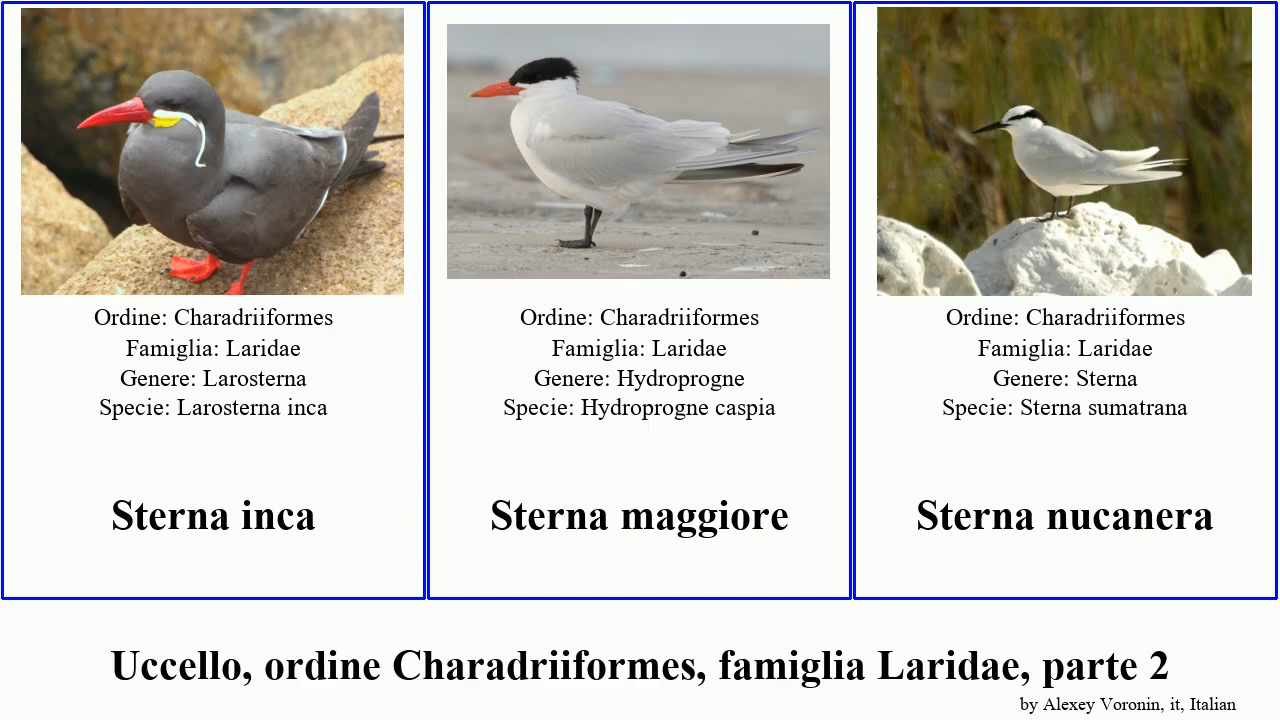 Ordine: Charadriiformes
Famiglia: Laridae
Genere: Larosterna
Specie: Larosterna inca
Sterna inca
Ordine: Charadriiformes
Famiglia: Laridae
Genere: Hydroprogne
Specie: Hydroprogne caspia
Sterna maggiore
Ordine: Charadriiformes
Famiglia: Laridae
Genere: Sterna
Specie: Sterna sumatrana
Sterna nucanera
Uccello, ordine Charadriiformes, famiglia Laridae, parte 2
by Alexey Voronin, it, Italian